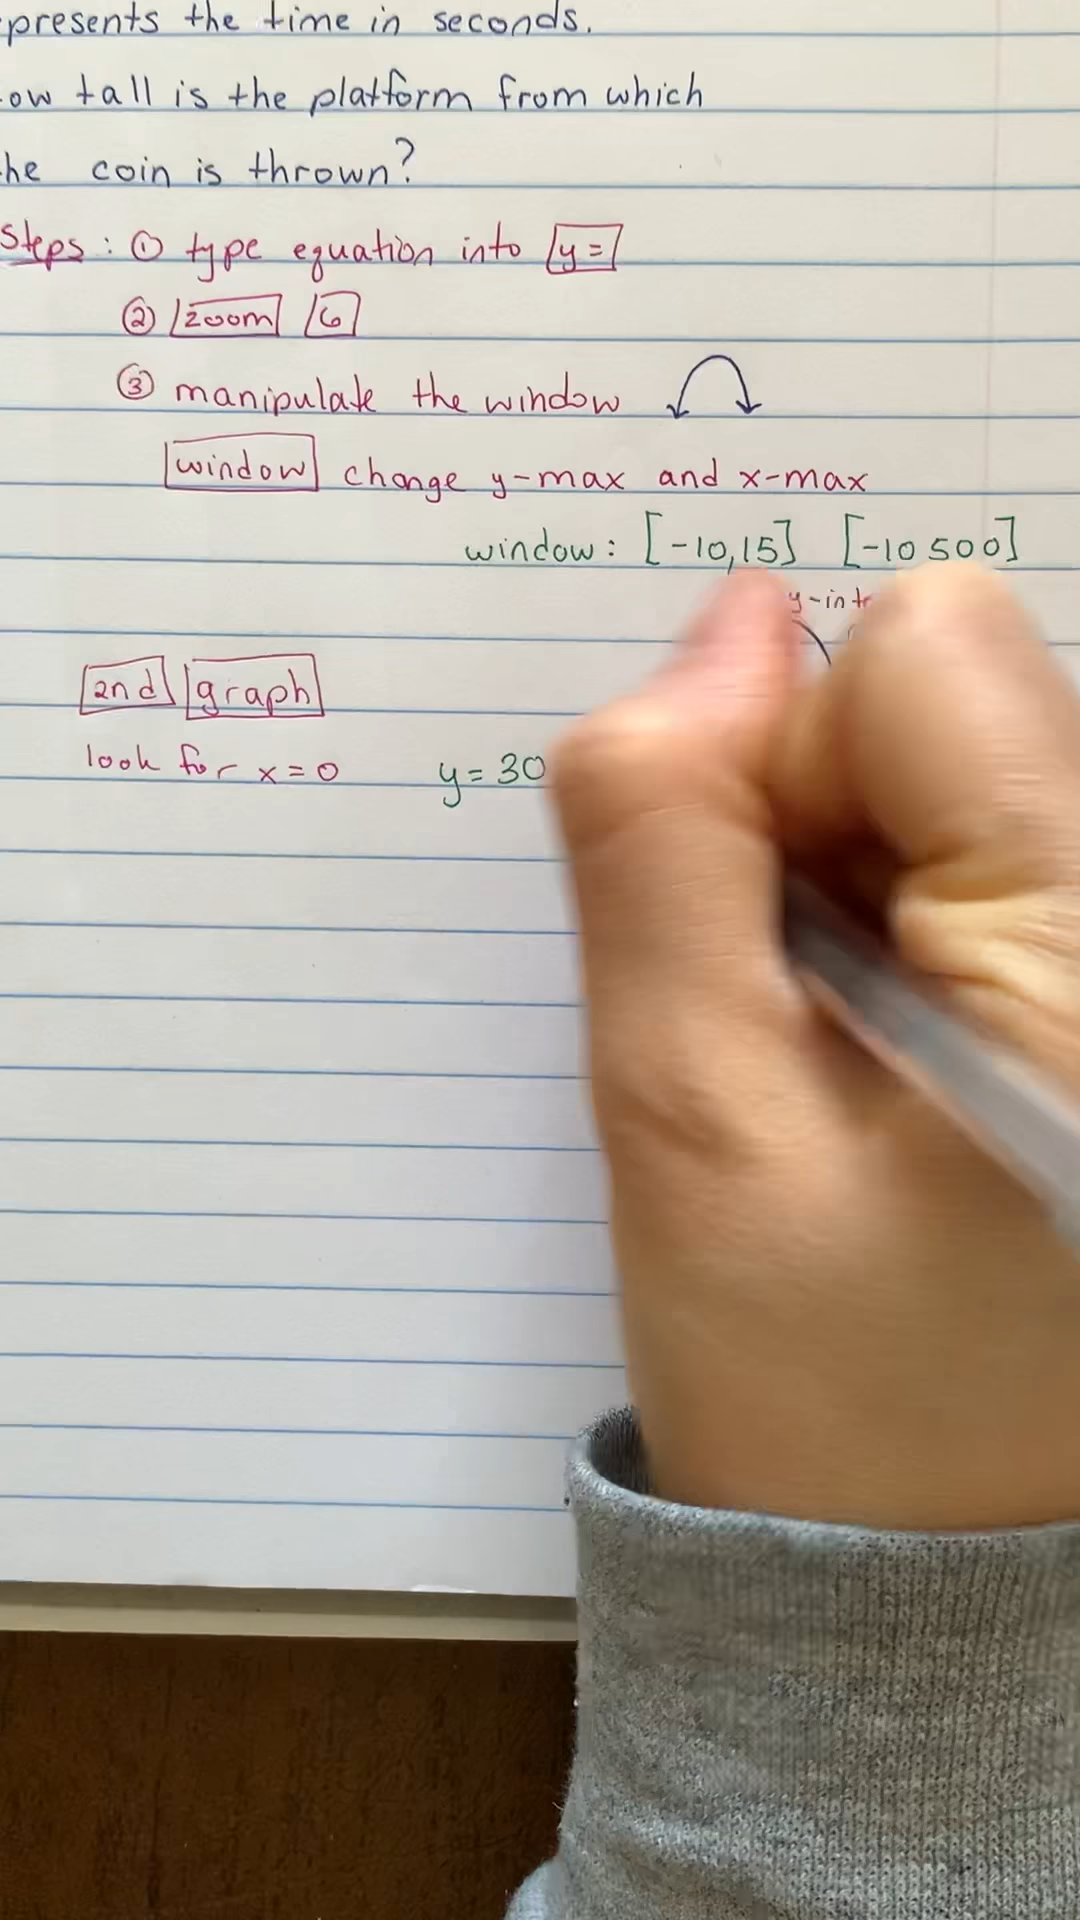 presents the time in seconds.
ow tall is the platform from which
he coin is thrown?
Steps: ① type equation into y=
② zoom 6
③ manipulate the window
window change y-max and x-max
window: [-10,15] [-10 500]
y-int
2nd graph
look for x=0 y=30